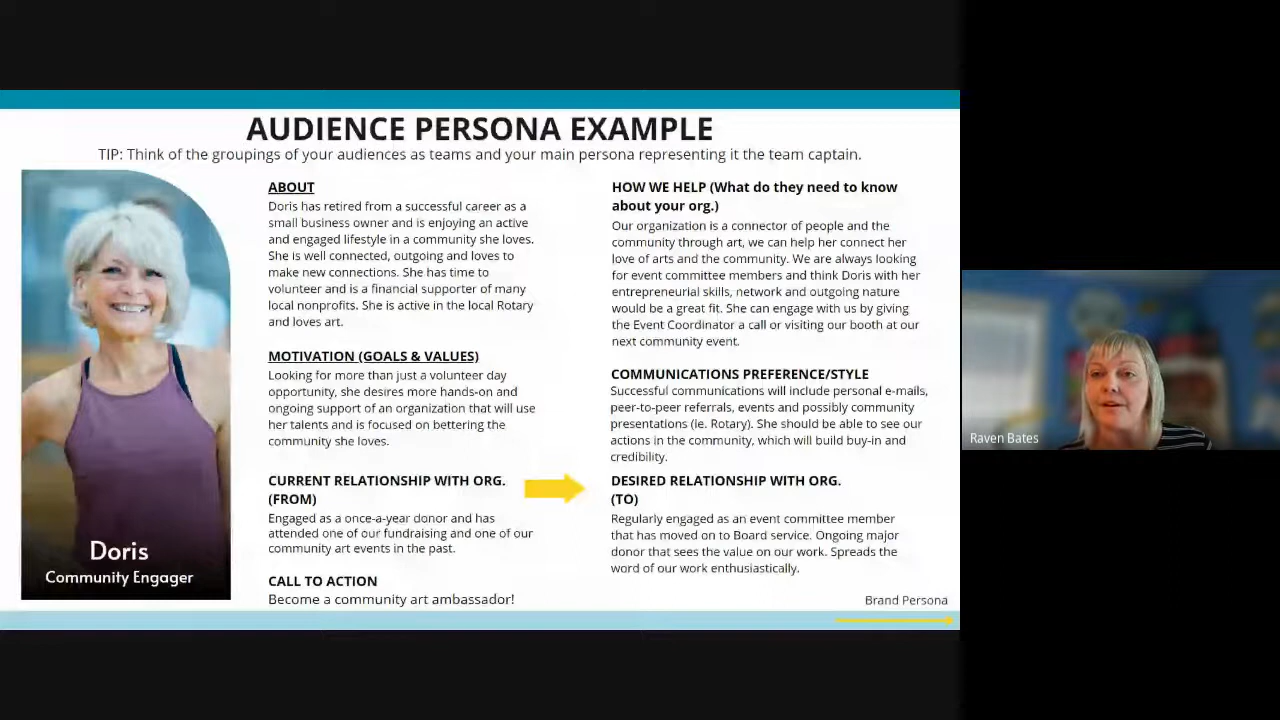 AUDIENCE PERSONA EXAMPLE
TIP: Think of the groupings of your audiences as teams and your main persona representing it the team captain.
Doris
Community Engager
ABOUT
Doris has retired from a successful career as a
small business owner and is enjoying an active
and engaged lifestyle in a community she loves.
She is well connected, outgoing and loves to
make new connections. She has time to
volunteer and is a financial supporter of many
local nonprofits. She is active in the local Rotary
and loves art.
MOTIVATION (GOALS & VALUES)
Looking for more than just a volunteer day
opportunity, she desires more hands-on and
ongoing support of an organization that will use
her talents and is focused on bettering the
community she loves.
CURRENT RELATIONSHIP WITH ORG.
(FROM)
Engaged as a once-a-year donor and has
attended one of our fundraising and one of our
community art events in the past.
CALL TO ACTION
Become a community art ambassador!
HOW WE HELP (What do they need to know
about your org.)
Our organization is a connector of people and the
community through art, we can help her connect her
love of arts and the community. We are always looking
for event committee members and think Doris with her
entrepreneurial skills, network and outgoing nature
would be a great fit. She can engage with us by giving
the Event Coordinator a call or visiting our booth at our
next community event.
COMMUNICATIONS PREFERENCE/STYLE
Successful communications will include personal e-mails,
peer-to-peer referrals, events and possibly community
presentations (ie. Rotary). She should be able to see our
actions in the community, which will build buy-in and
credibility.
DESIRED RELATIONSHIP WITH ORG.
(TO)
Regularly engaged as an event committee member
that has moved on to Board service. Ongoing major
donor that sees the value on our work. Spreads the
word of our work enthusiastically.
Brand Persona
Raven Bates